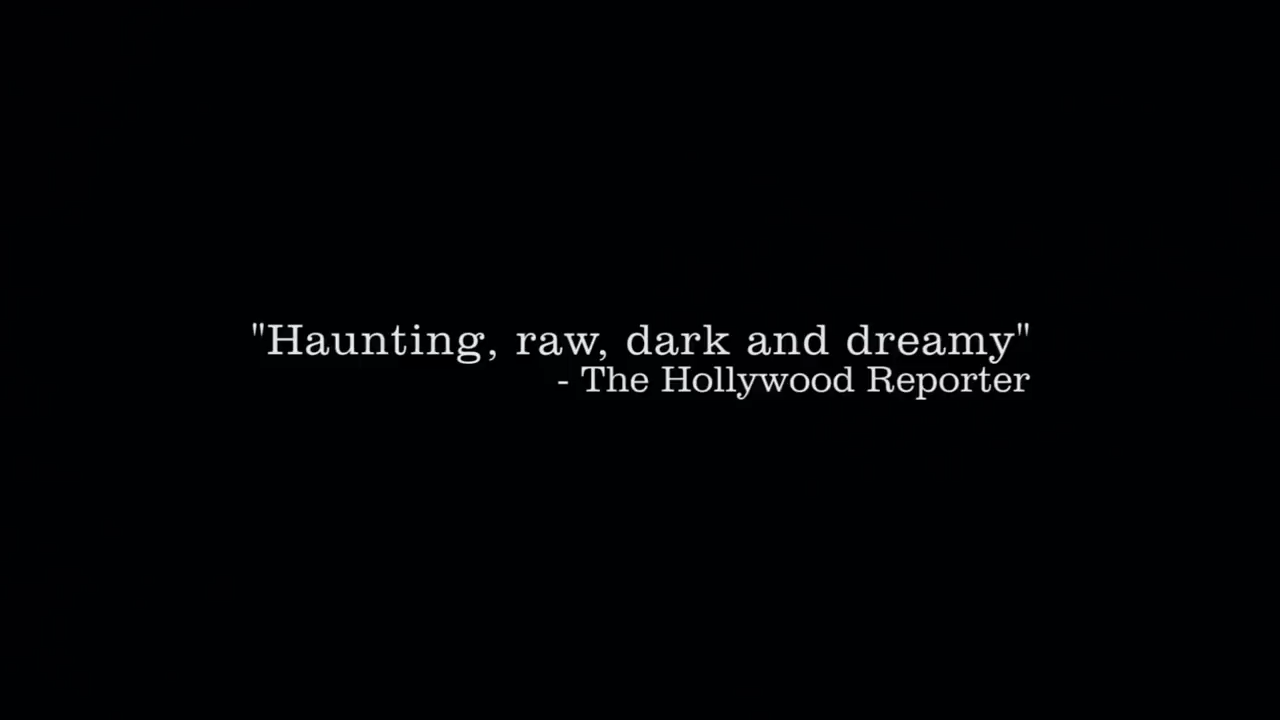 "Haunting, raw, dark and dreamy"
- The Hollywood Reporter